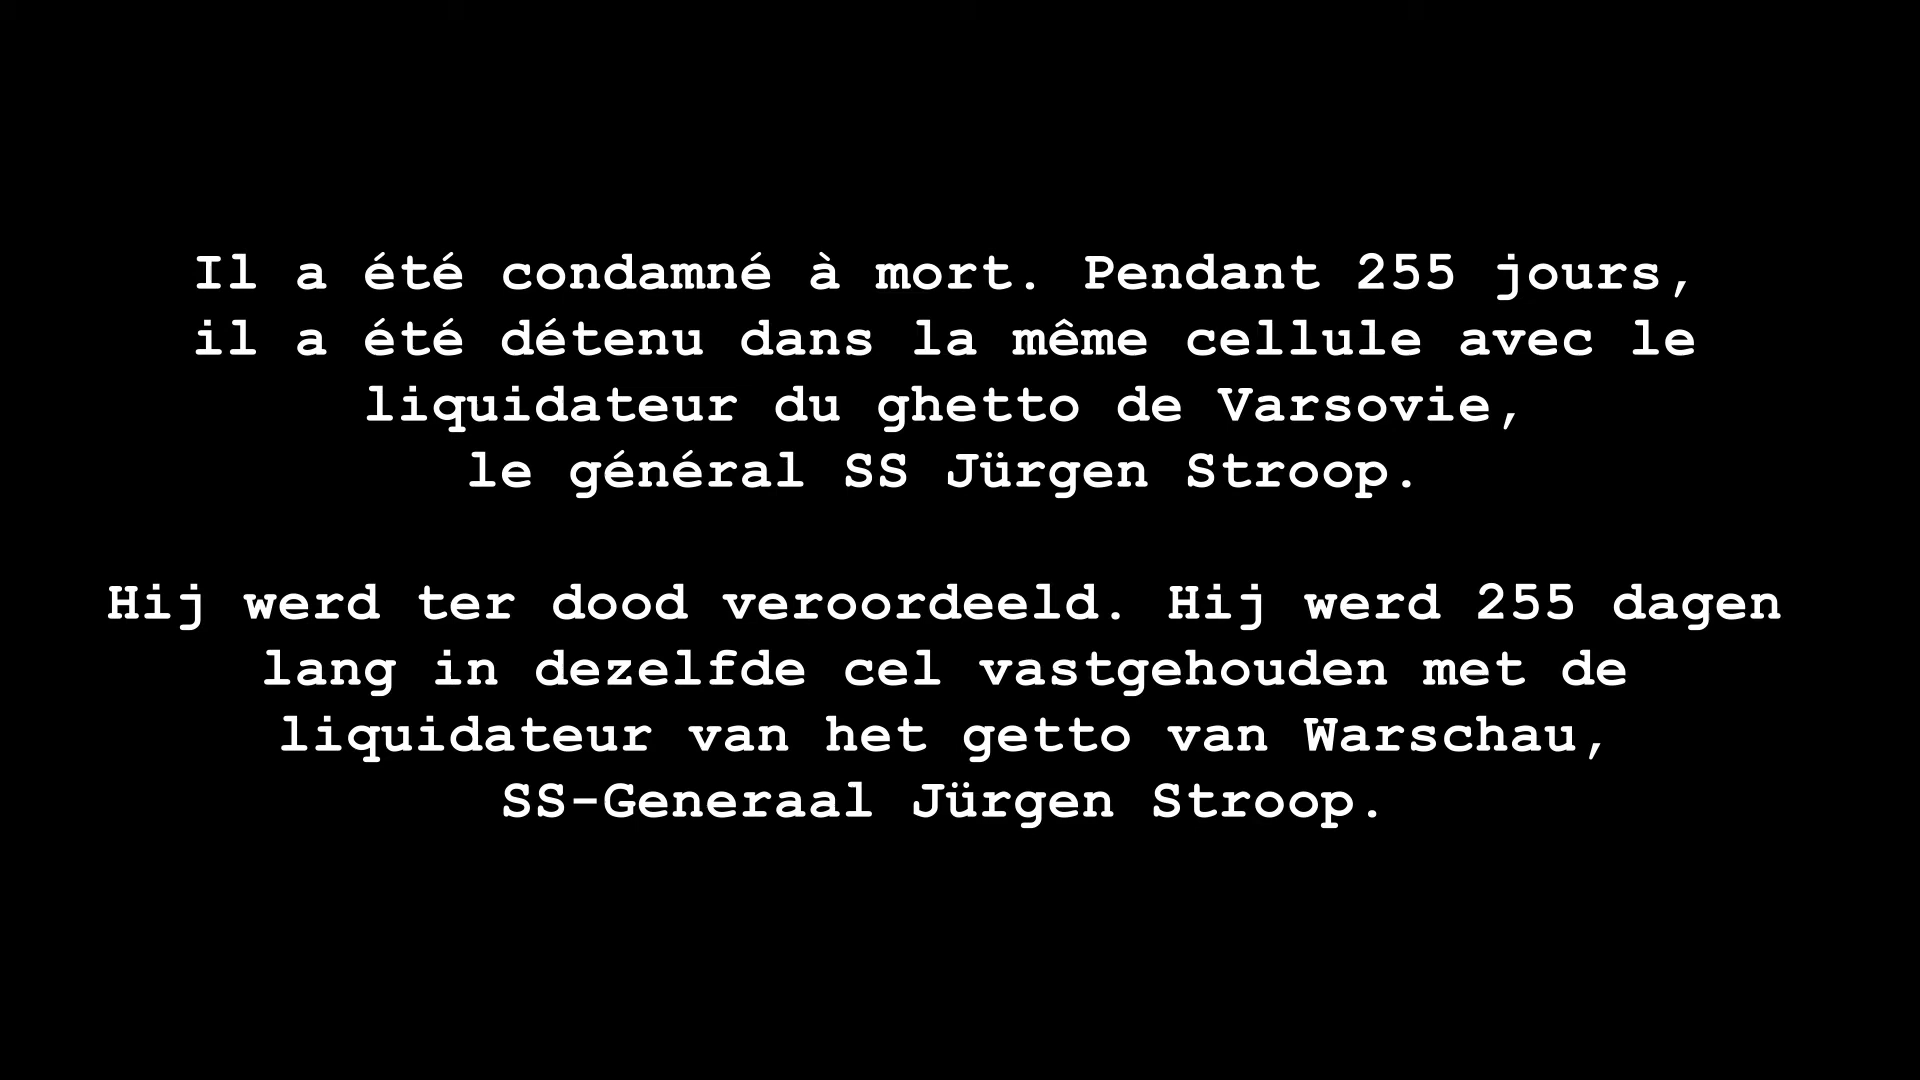 Il a été condamné à mort. Pendant 255 jours,
il a été détenu dans la même cellule avec le
liquidateur du ghetto de Varsovie,
le général SS Jürgen Stroop.
Hij werd ter dood veroordeeld. Hij werd 255 dagen
lang in dezelfde cel vastgehouden met de
liquidateur van het getto van Warschau,
SS-Generaal Jürgen Stroop.